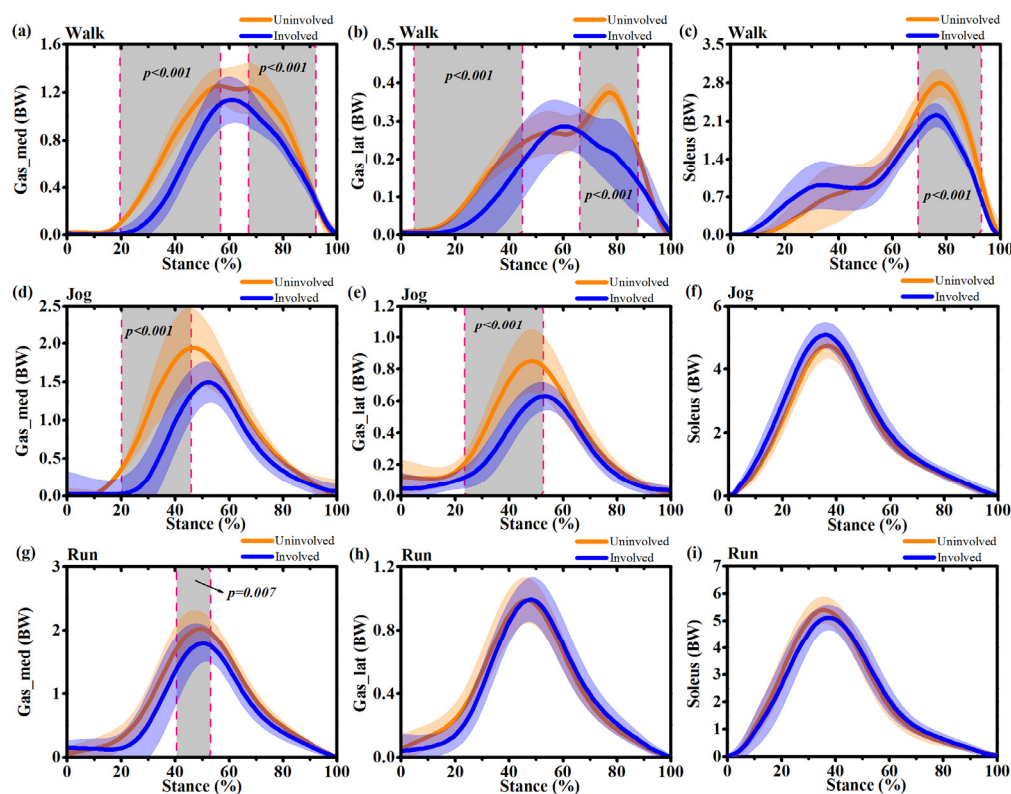 (a) Walk Uninvolved Involved
Gas_med (BW)
1.6
1.2
0.8
0.4
0.0
p<0.001 p<0.001
0 20 40 60 80 100
Stance (%)
(b) Walk Uninvolved Involved
Gas_lat (BW)
0.5
0.4
0.3
0.2
0.1
0.0
p<0.001
p<0.001
0 20 40 60 80 100
Stance (%)
(c) Walk Uninvolved Involved
Soleus (BW)
3.5
2.8
2.1
1.4
0.7
0.0
p<0.001
0 20 40 60 80 100
Stance (%)
(d) Jog Uninvolved Involved
Gas_med (BW)
2.5
2.0
1.5
1.0
0.5
0.0
p<0.001
0 20 40 60 80 100
Stance (%)
(e) Jog Uninvolved Involved
Gas_lat (BW)
1.2
1.0
0.8
0.6
0.4
0.2
0.0
p<0.001
0 20 40 60 80 100
Stance (%)
(f) Jog Uninvolved Involved
Soleus (BW)
6
5
4
2
1
0
0 20 40 60 80 100
Stance (%)
(g) Run Uninvolved Involved
Gas_med (BW)
3
2
1
0
p=0.007
0 20 40 60 80 100
Stance (%)
(h) Run Uninvolved Involved
Gas_lat (BW)
1.2
0.8
0.4
0.0
0 20 40 60 80 100
Stance (%)
(i) Run Uninvolved Involved
Soleus (BW)
7
6
5
4
2
1
0
0 20 40 60 80 100
Stance (%)